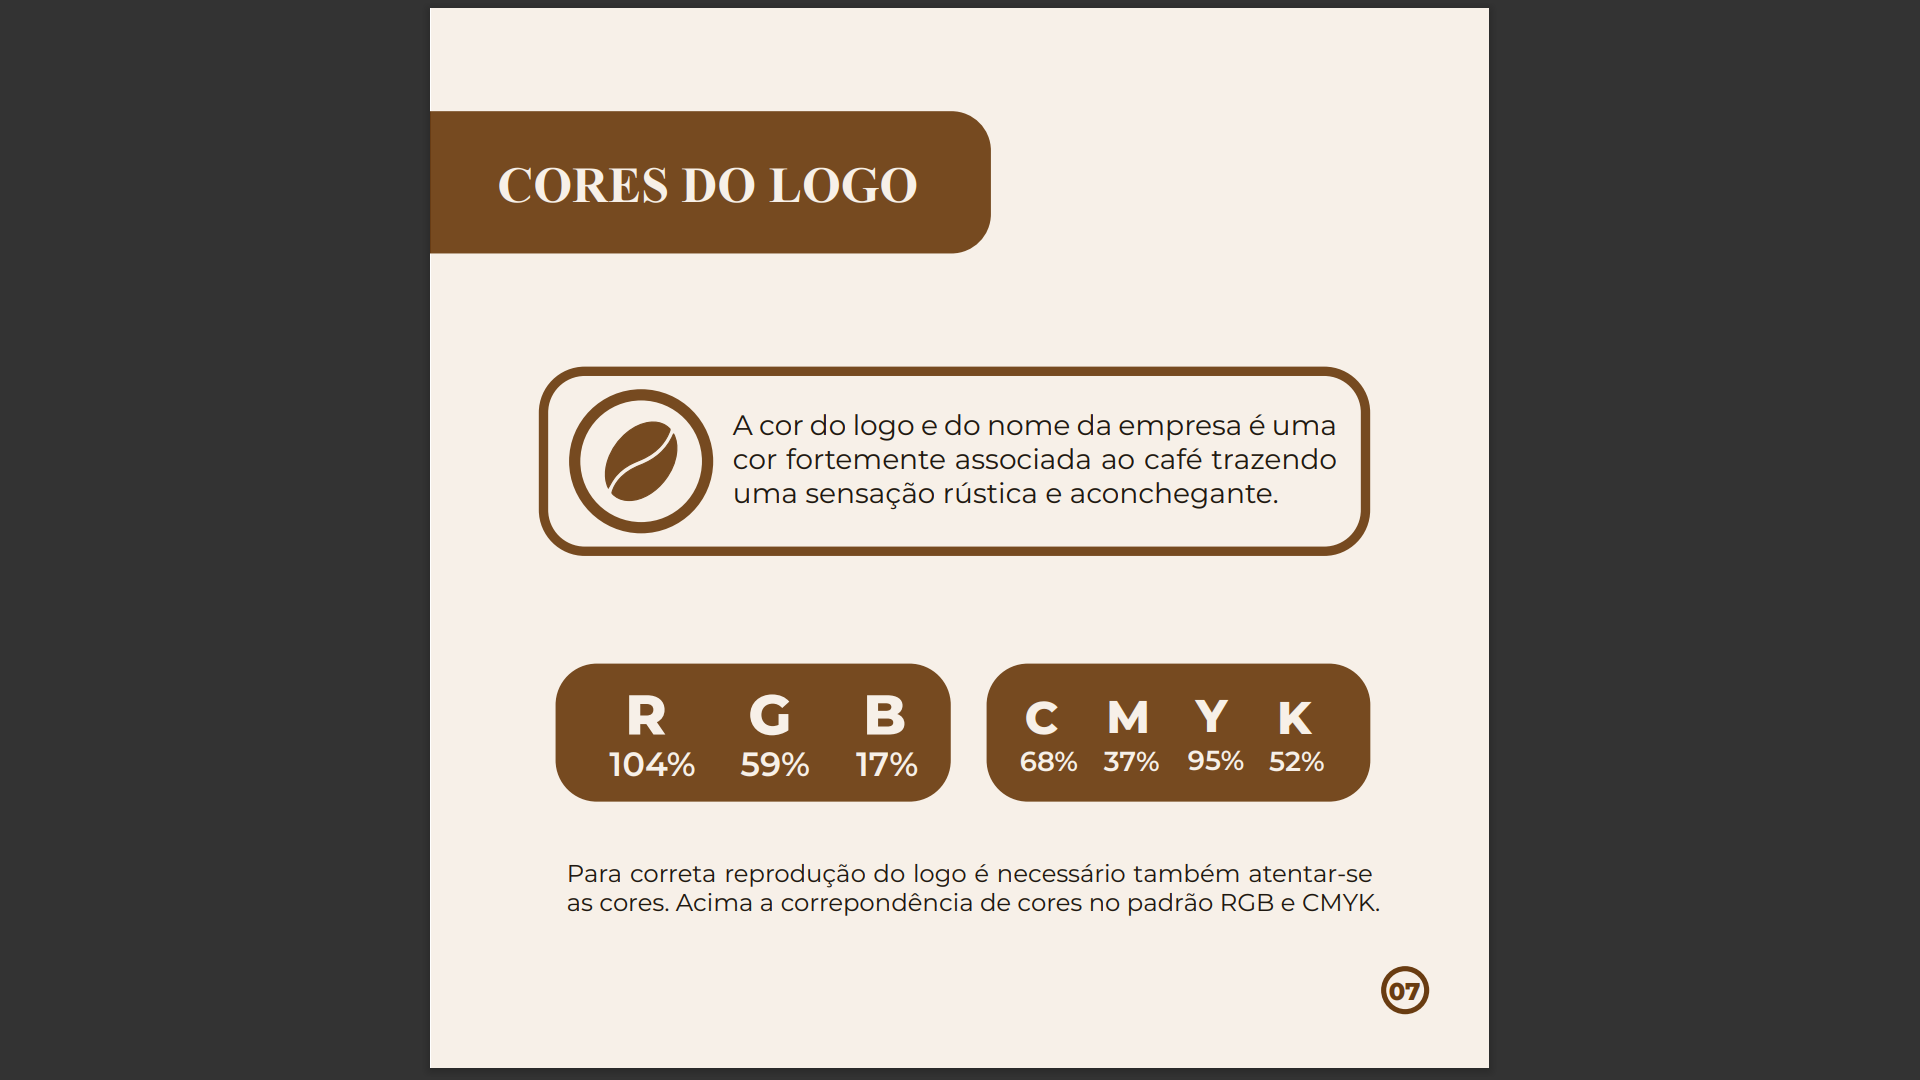 CORES DO LOGO
A cor do logo e do nome da empresa é uma
cor fortemente associada ao café trazendo
uma sensação rústica e aconchegante.
R G B
104% 59% 17%
C M Y K
68% 37% 95% 52%
Para correta reprodução do logo é necessário também atentar-se
as cores. Acima a correpondência de cores no padrão RGB e CMYK.
07